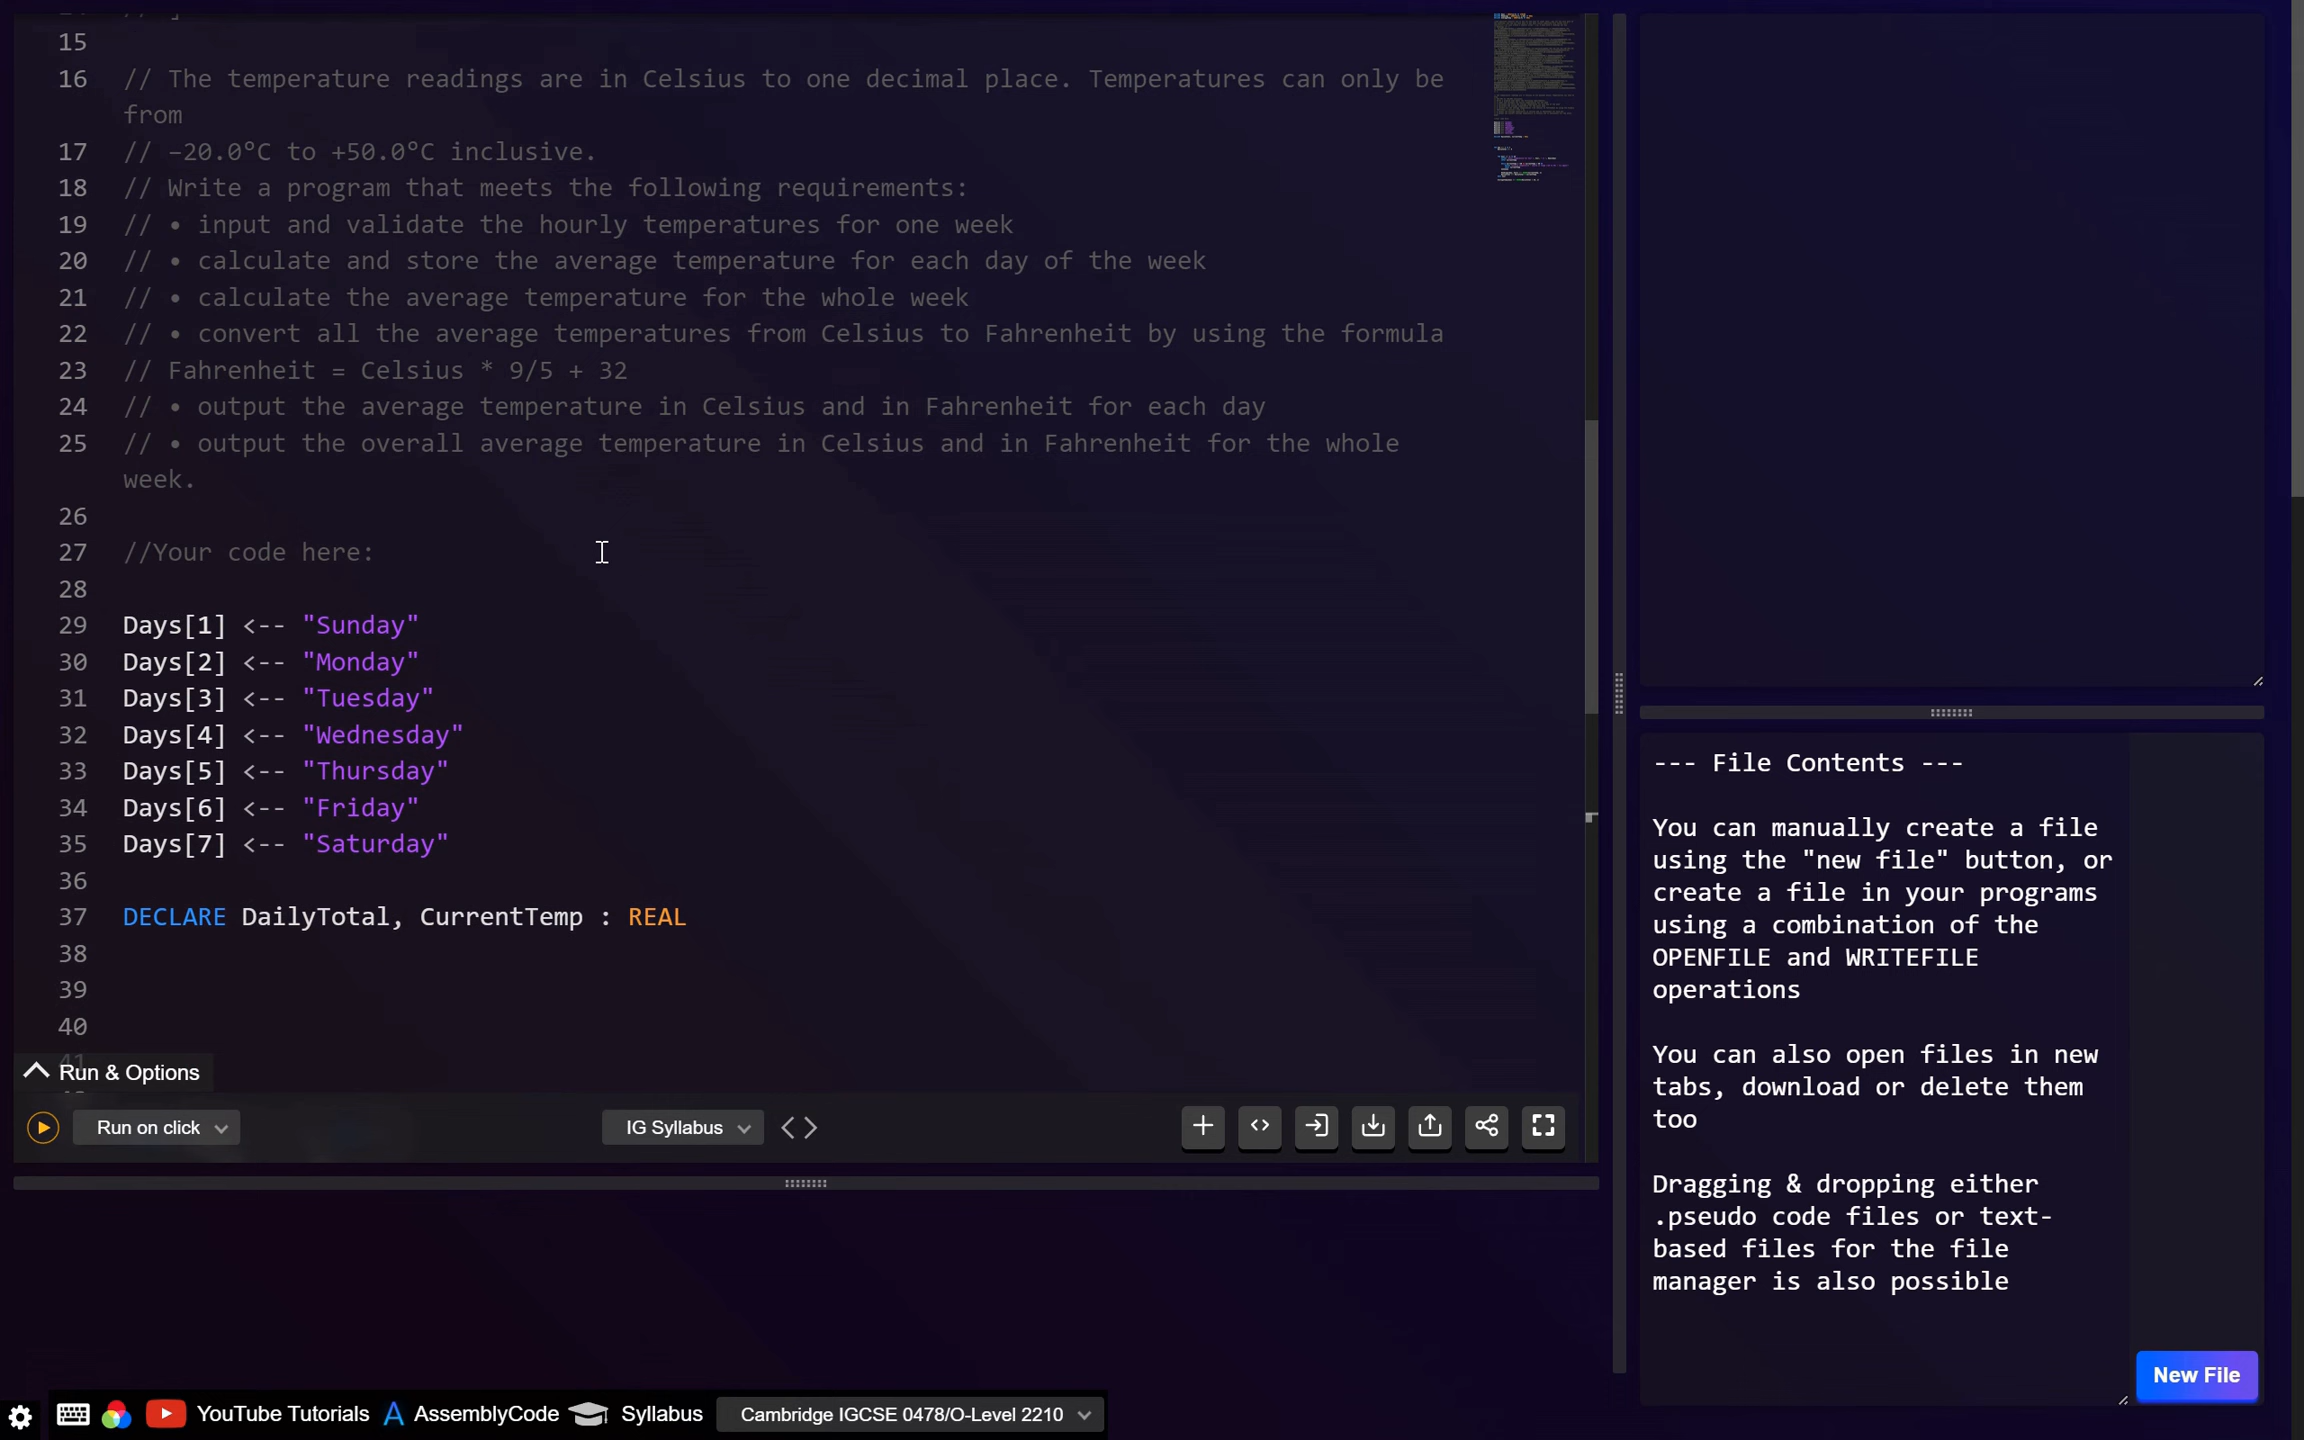 15
16 // The temperature readings are in Celsius to one decimal place. Temperatures can only be
from
17 // −20.0°C to +50.0°C inclusive.
18 // Write a program that meets the following requirements:
19 // • input and validate the hourly temperatures for one week
20 // • calculate and store the average temperature for each day of the week
21 // • calculate the average temperature for the whole week
22 // • convert all the average temperatures from Celsius to Fahrenheit by using the formula
23 // Fahrenheit = Celsius * 9/5 + 32
24 // • output the average temperature in Celsius and in Fahrenheit for each day
25 // • output the overall average temperature in Celsius and in Fahrenheit for the whole
week.
26
27 //Your code here:
28
29 Days[1] <-- "Sunday"
30 Days[2] <-- "Monday"
31 Days[3] <-- "Tuesday"
32 Days[4] <-- "Wednesday"
33 Days[5] <-- "Thursday"
34 Days[6] <-- "Friday"
35 Days[7] <-- "Saturday"
36
37 DECLARE DailyTotal, CurrentTemp : REAL
38
39
40
41
Run & Options
Run on click
IG Syllabus
--- File Contents ---
You can manually create a file
using the "new file" button, or
create a file in your programs
using a combination of the
OPENFILE and WRITEFILE
operations
You can also open files in new
tabs, download or delete them
too
Dragging & dropping either
.pseudo code files or text-
based files for the file
manager is also possible
New File
YouTube Tutorials
AssemblyCode
Syllabus
Cambridge IGCSE 0478/O-Level 2210